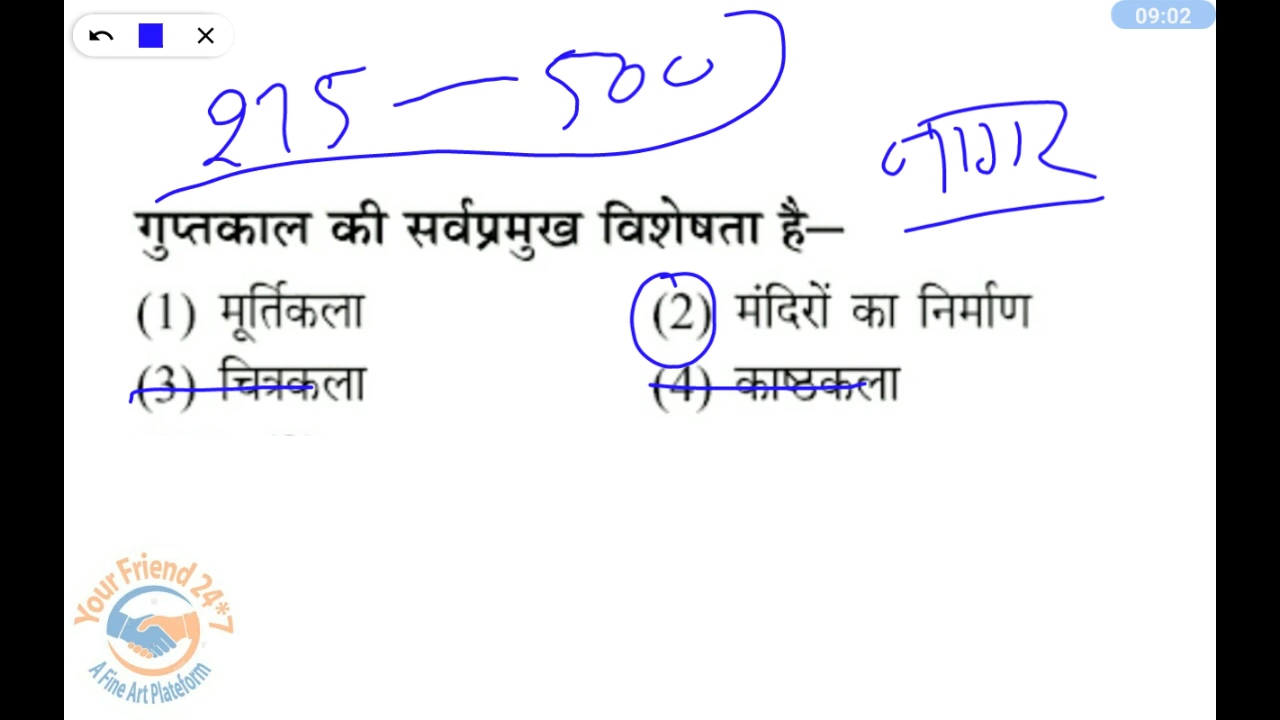 09:02
275 — 500
नागर
गुप्तकाल की सर्वप्रमुख विशेषता है—
(1) मूर्तिकला (2) मंदिरों का निर्माण
(3) चित्रकला (4) काष्ठकला
Your Friend 24*7
A Fine Art Plateform